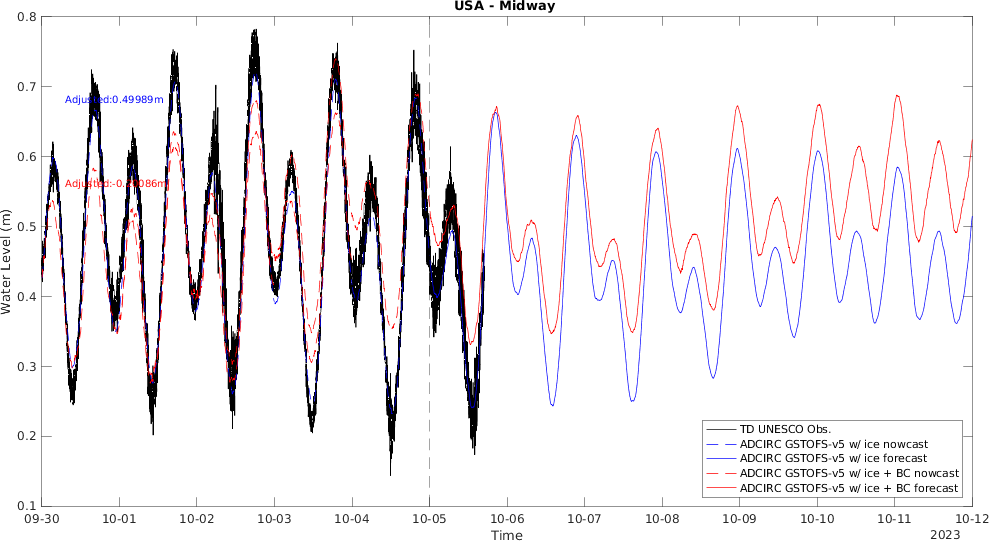 USA - Midway
0.8
0.7
0.6
0.5
0.4
0.3
0.2
0.1
Water Level (m)
Adjusted:0.49989m
09-30
10-01
10-02
10-03
10-04
10-05
10-06
10-07
10-08
10-09
10-10
10-11
10-12
Time
2023
TD UNESCO Obs.
ADCIRC GSTOFS-v5 w/ ice nowcast
ADCIRC GSTOFS-v5 w/ ice forecast
ADCIRC GSTOFS-v5 w/ ice + BC nowcast
ADCIRC GSTOFS-v5 w/ ice + BC forecast